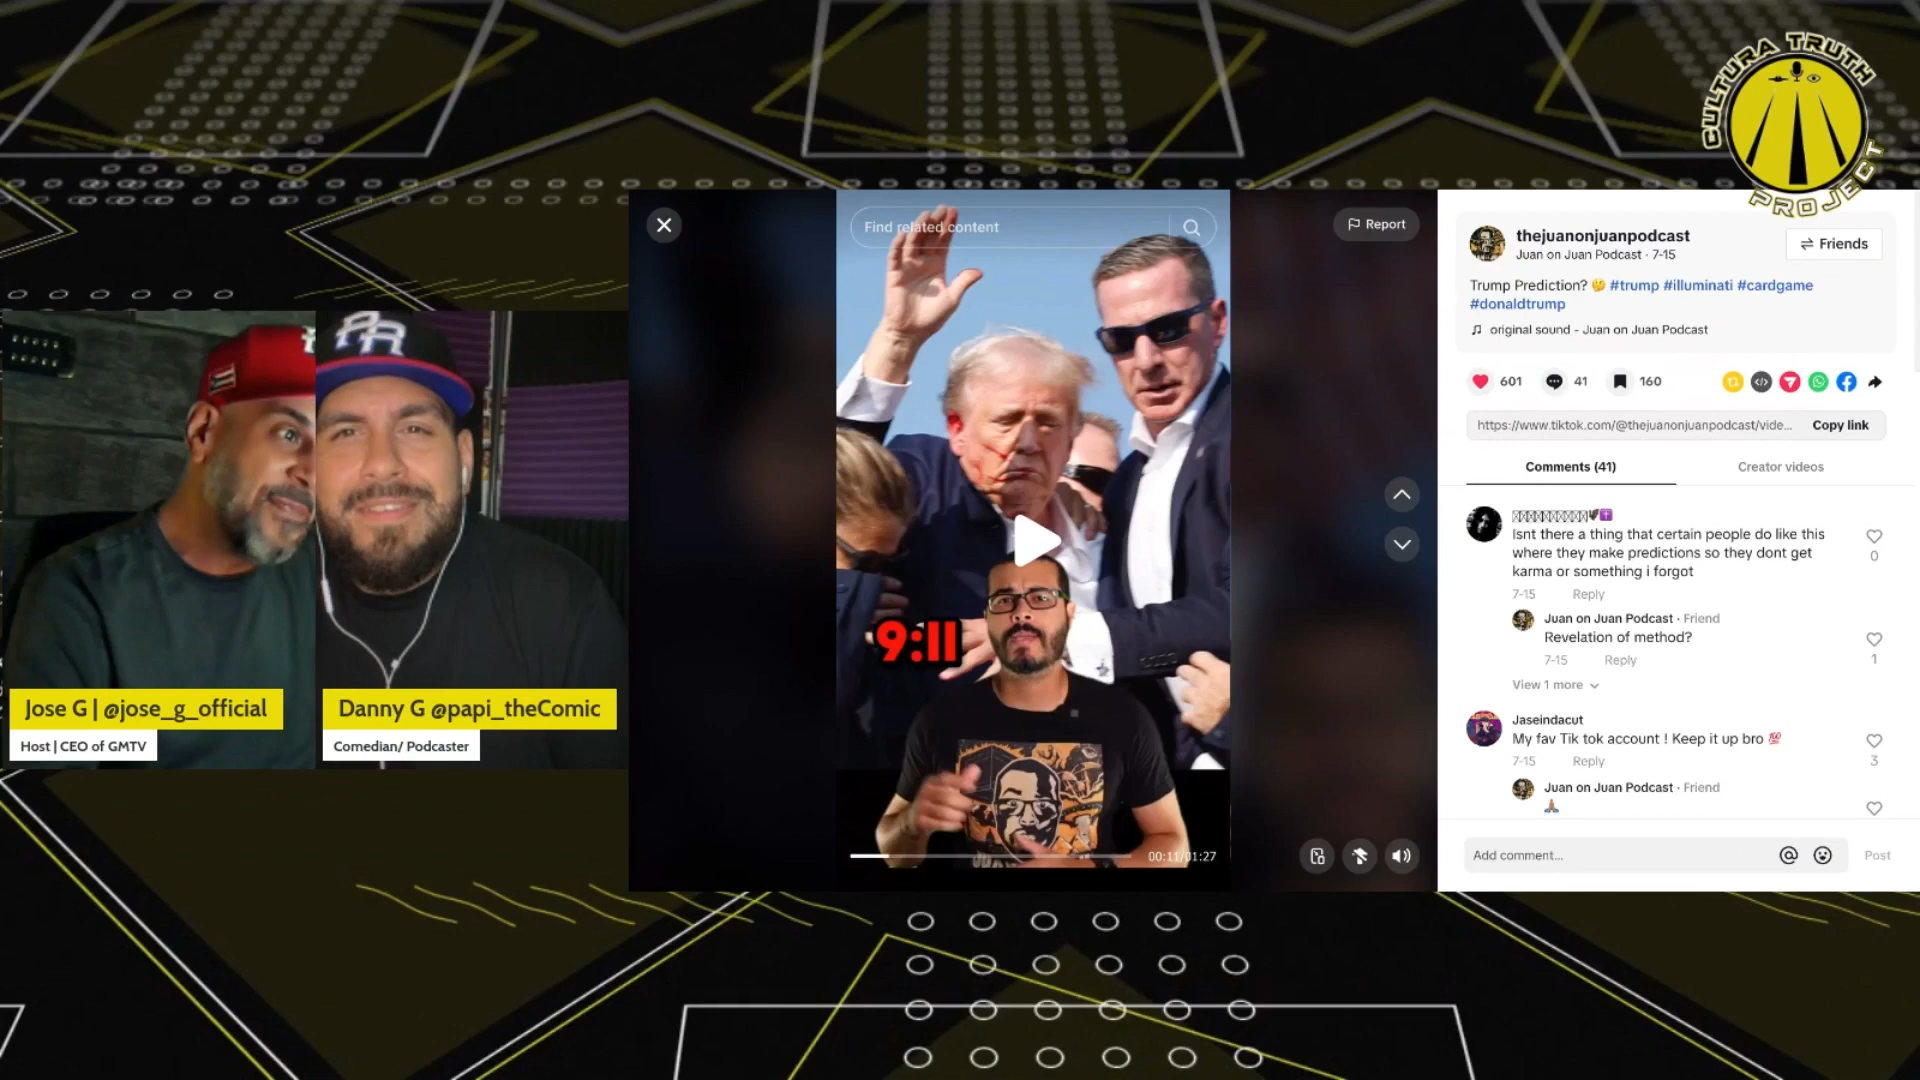 CULTURA TRUTH
PROJECT
Find related content
Report
thejuanonjuanpodcast
Juan on Juan Podcast · 7-15
Friends
Trump Prediction? 🤔 #trump #illuminati #cardgame
#donaldtrump
original sound - Juan on Juan Podcast
601
41
160
https://www.tiktok.com/@thejuanonjuanpodcast/vide...
Copy link
Comments (41)
Creator videos
Isnt there a thing that certain people do like this
where they make predictions so they dont get
karma or something i forgot
0
7-15
Reply
Juan on Juan Podcast · Friend
Revelation of method?
1
7-15
Reply
View 1 more
Jaseindacut
My fav Tik tok account ! Keep it up bro 💯
3
7-15
Reply
Juan on Juan Podcast · Friend
🙏🏽
Add comment...
Post
9:11
00:11/01:27
Jose G | @jose_g_official
Host | CEO of GMTV
PR
Danny G @papi_theComic
Comedian/ Podcaster